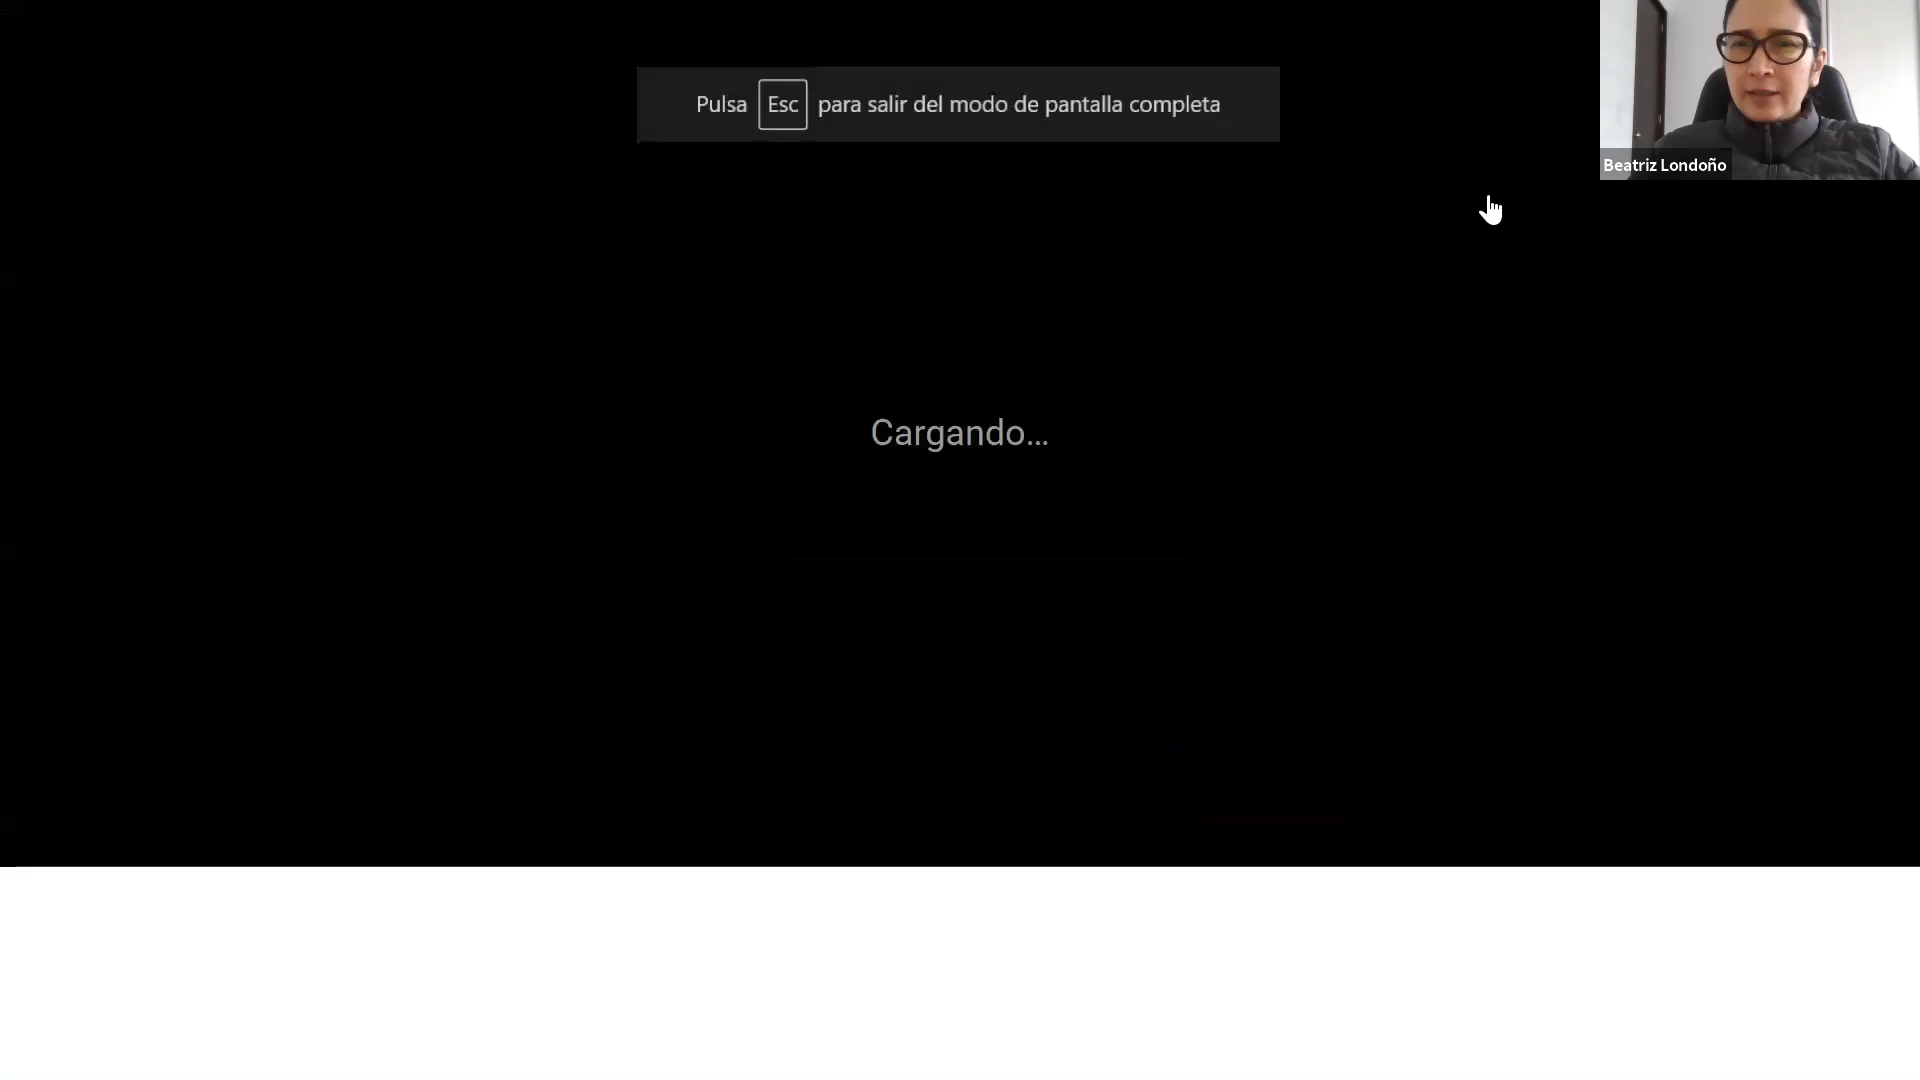 Pulsa Esc para salir del modo de pantalla completa
Beatriz Londoño
Cargando...